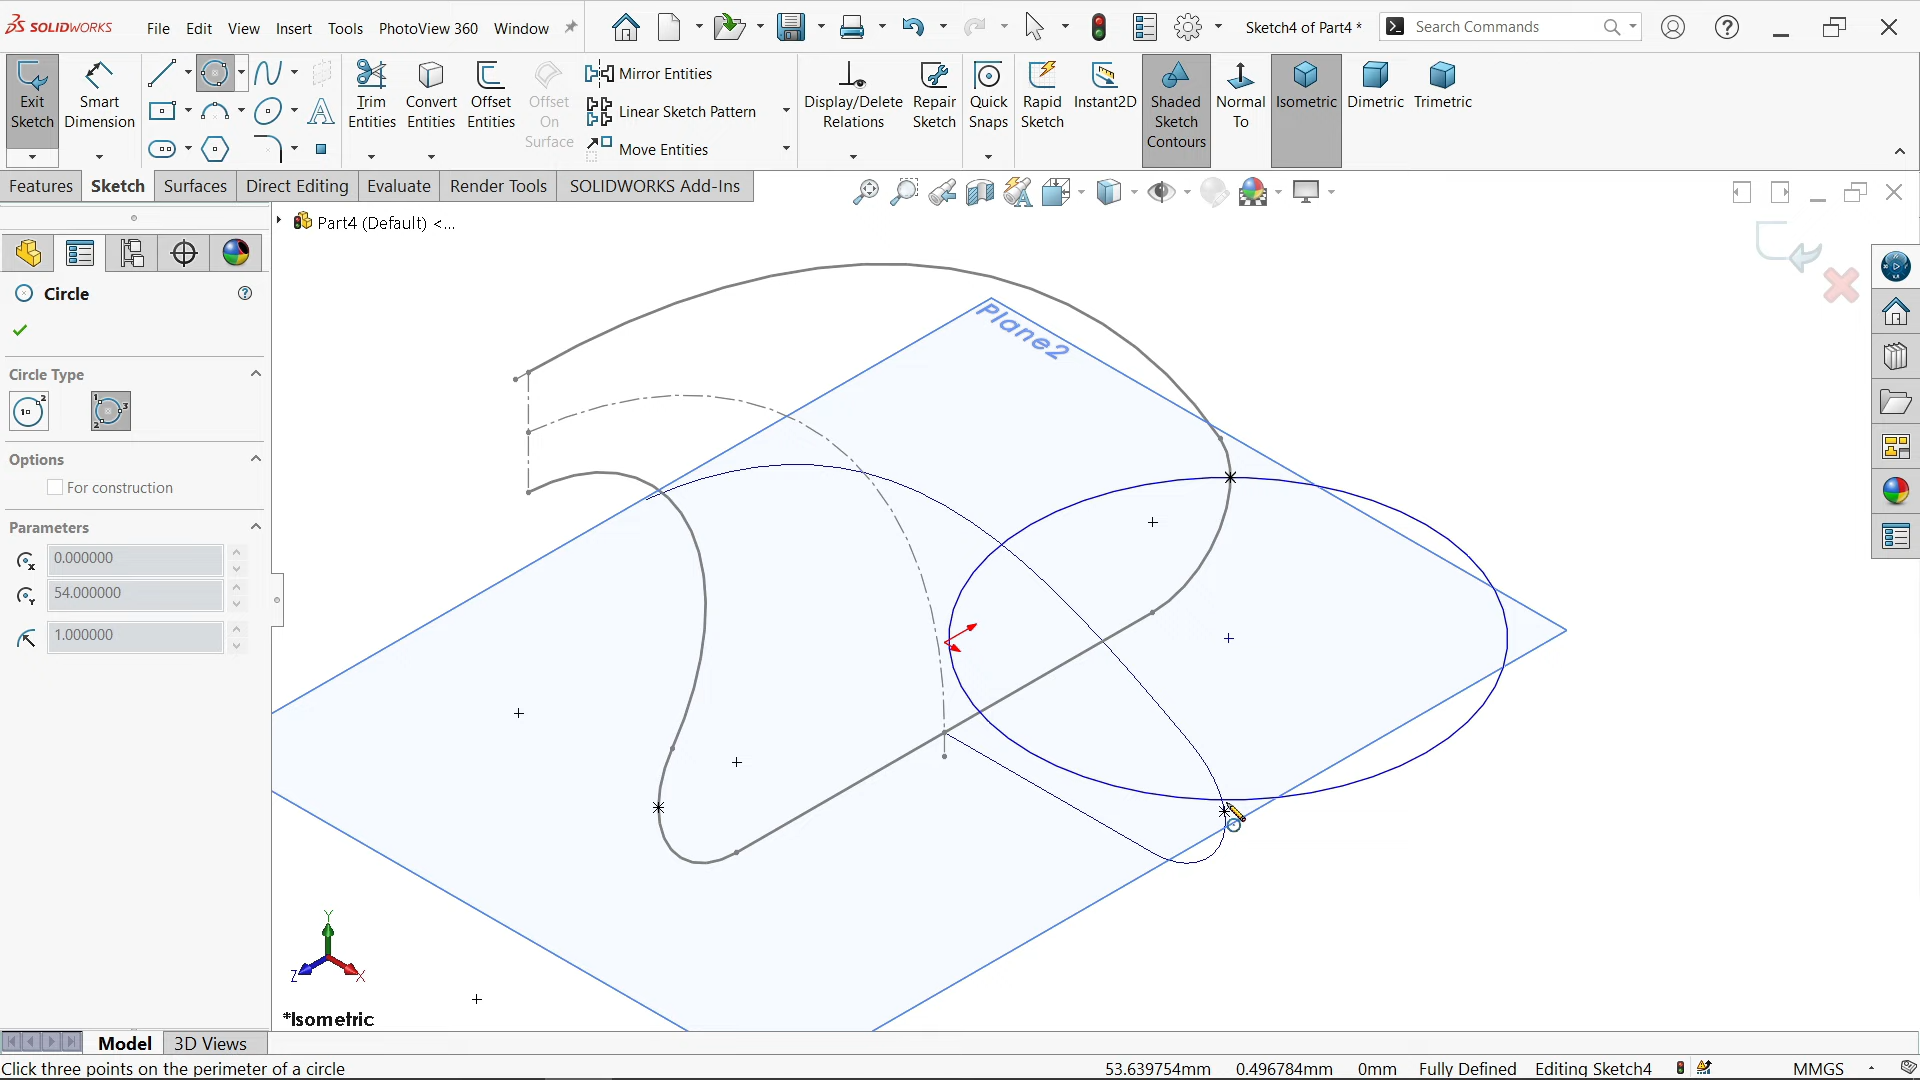 SOLIDWORKS File Edit View Insert Tools PhotoView 360 Window Sketch4 of Part4 * Search Commands
Exit Sketch
Smart Dimension
Trim Entities
Convert Entities
Offset Entities
Offset On Surface
Mirror Entities
Linear Sketch Pattern
Move Entities
Display/Delete Relations
Repair Sketch
Quick Snaps
Rapid Sketch
Instant2D
Shaded Sketch Contours
Normal To
Isometric
Dimetric
Trimetric
Features Sketch Surfaces Direct Editing Evaluate Render Tools SOLIDWORKS Add-Ins
Part4 (Default) <...
Circle
Circle Type
Options
For construction
Parameters
0.000000
54.000000
1.000000
Plane2
Y
Z
X
*Isometric
Model 3D Views
Click three points on the perimeter of a circle 53.639754mm 0.496784mm 0mm Fully Defined Editing Sketch4 MMGS